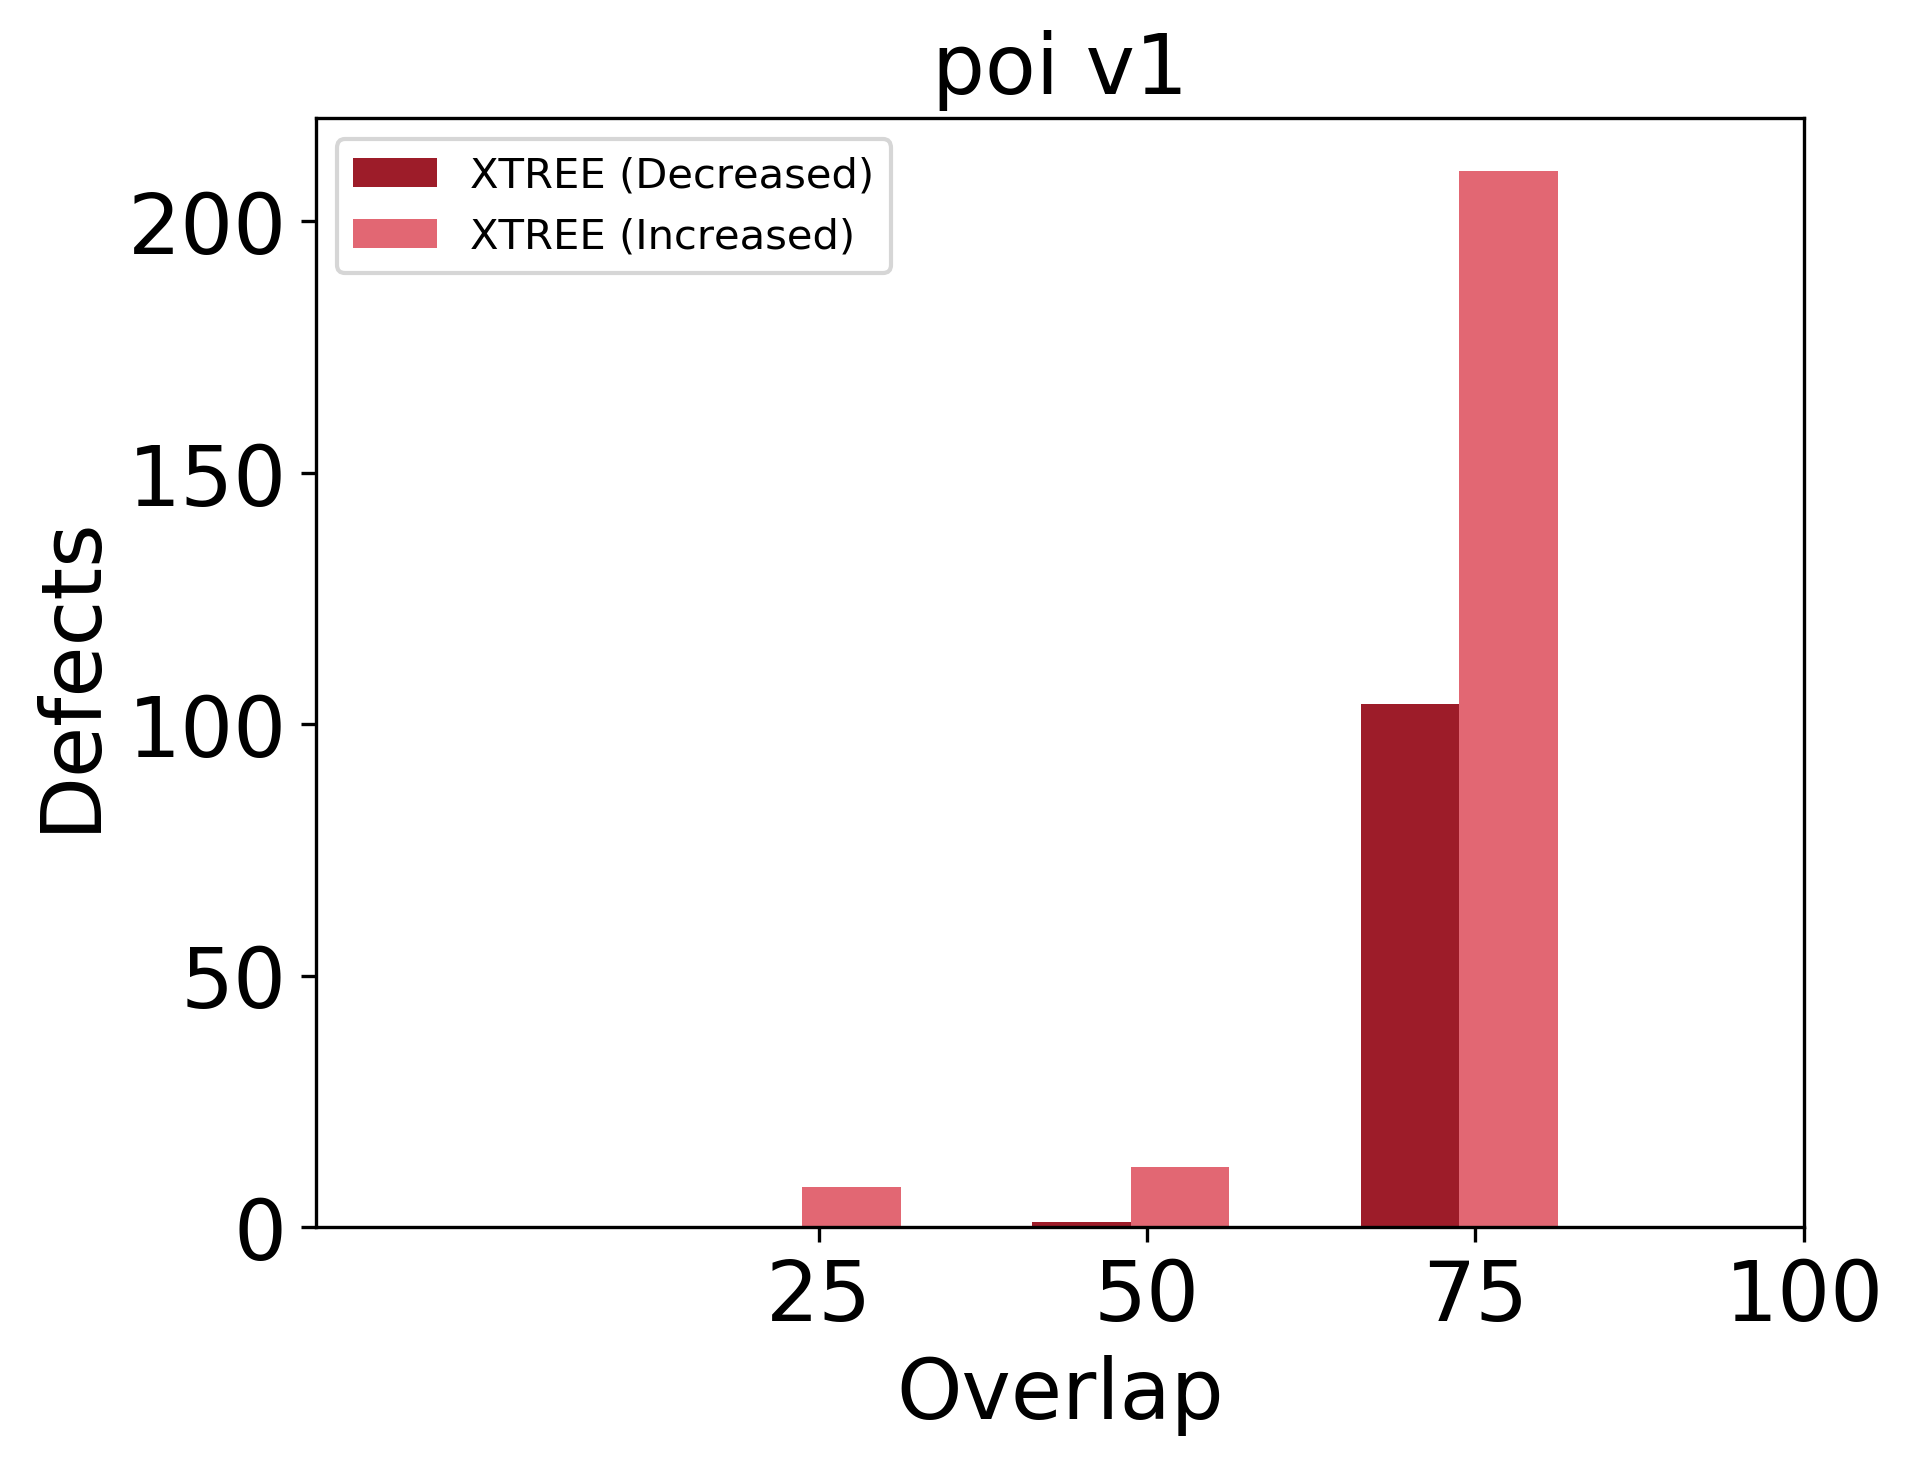 poi v1
XTREE (Decreased)
XTREE (Increased)
200
150
100
50
0
Defects
25 50 75 100
Overlap